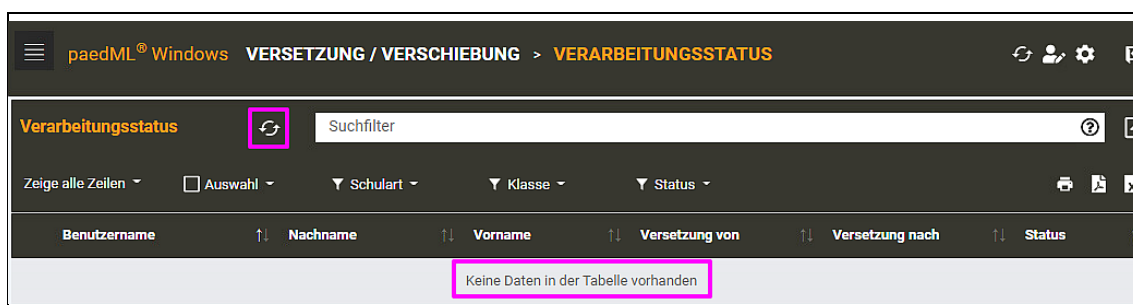 paedML® Windows VERSETZUNG / VERSCHIEBUNG > VERARBEITUNGSSTATUS
Verarbeitungsstatus Suchfilter
Zeige alle Zeilen Auswahl Schulart Klasse Status
Benutzername Nachname Vorname Versetzung von Versetzung nach Status
Keine Daten in der Tabelle vorhanden